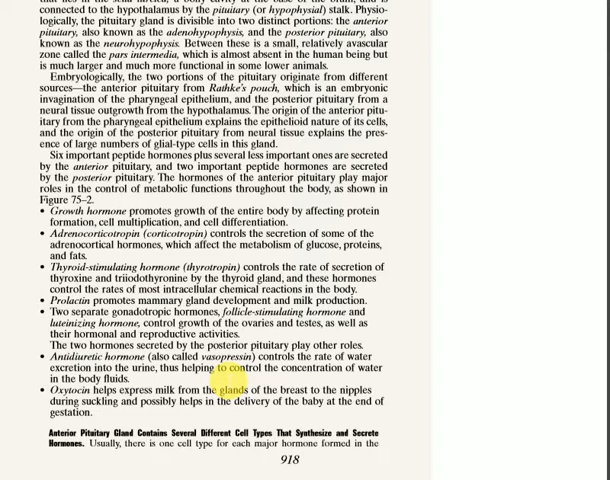 connected to the hypothalamus by the pituitary (or hypophysial) stalk. Physio-
logically, the pituitary gland is divisible into two distinct portions: the anterior
pituitary, also known as the adenohypophysis, and the posterior pituitary, also
known as the neurohypophysis. Between these is a small, relatively avascular
zone called the pars intermedia, which is almost absent in the human being but
is much larger and much more functional in some lower animals.
Embryologically, the two portions of the pituitary originate from different
sources—the anterior pituitary from Rathke's pouch, which is an embryonic
invagination of the pharyngeal epithelium, and the posterior pituitary from a
neural tissue outgrowth from the hypothalamus. The origin of the anterior pitu-
itary from the pharyngeal epithelium explains the epithelioid nature of its cells,
and the origin of the posterior pituitary from neural tissue explains the pres-
ence of large numbers of glial-type cells in this gland.
Six important peptide hormones plus several less important ones are secreted
by the anterior pituitary, and two important peptide hormones are secreted
by the posterior pituitary. The hormones of the anterior pituitary play major
roles in the control of metabolic functions throughout the body, as shown in
Figure 75–2.
• Growth hormone promotes growth of the entire body by affecting protein
formation, cell multiplication, and cell differentiation.
• Adrenocorticotropin (corticotropin) controls the secretion of some of the
adrenocortical hormones, which affect the metabolism of glucose, proteins,
and fats.
• Thyroid-stimulating hormone (thyrotropin) controls the rate of secretion of
thyroxine and triiodothyronine by the thyroid gland, and these hormones
control the rates of most intracellular chemical reactions in the body.
• Prolactin promotes mammary gland development and milk production.
• Two separate gonadotropic hormones, follicle-stimulating hormone and
luteinizing hormone, control growth of the ovaries and testes, as well as
their hormonal and reproductive activities.
The two hormones secreted by the posterior pituitary play other roles.
• Antidiuretic hormone (also called vasopressin) controls the rate of water
excretion into the urine, thus helping to control the concentration of water
in the body fluids.
• Oxytocin helps express milk from the glands of the breast to the nipples
during suckling and possibly helps in the delivery of the baby at the end of
gestation.
Anterior Pituitary Gland Contains Several Different Cell Types That Synthesize and Secrete
Hormones. Usually, there is one cell type for each major hormone formed in the
918